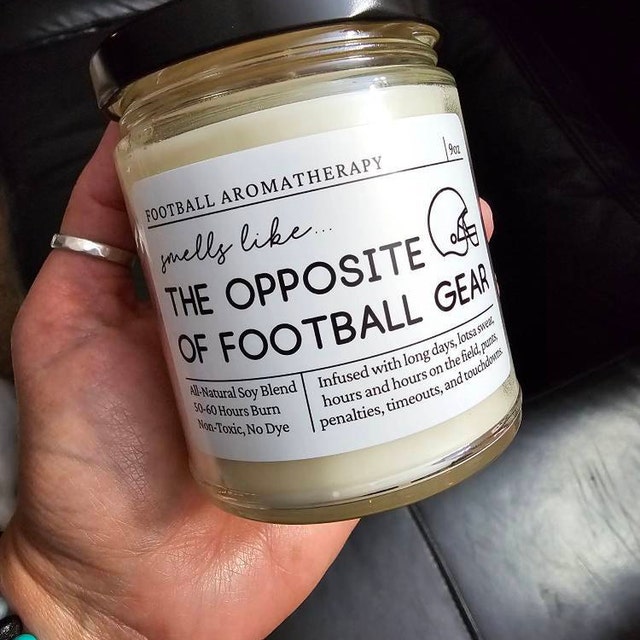 FOOTBALL AROMATHERAPY
9oz
smells like...
THE OPPOSITE
OF FOOTBALL GEAR
All-Natural Soy Blend
50-60 Hours Burn
Non-Toxic, No Dye
Infused with long days, lotsa sweat,
hours and hours on the field, punts,
penalties, timeouts, and touchdowns.